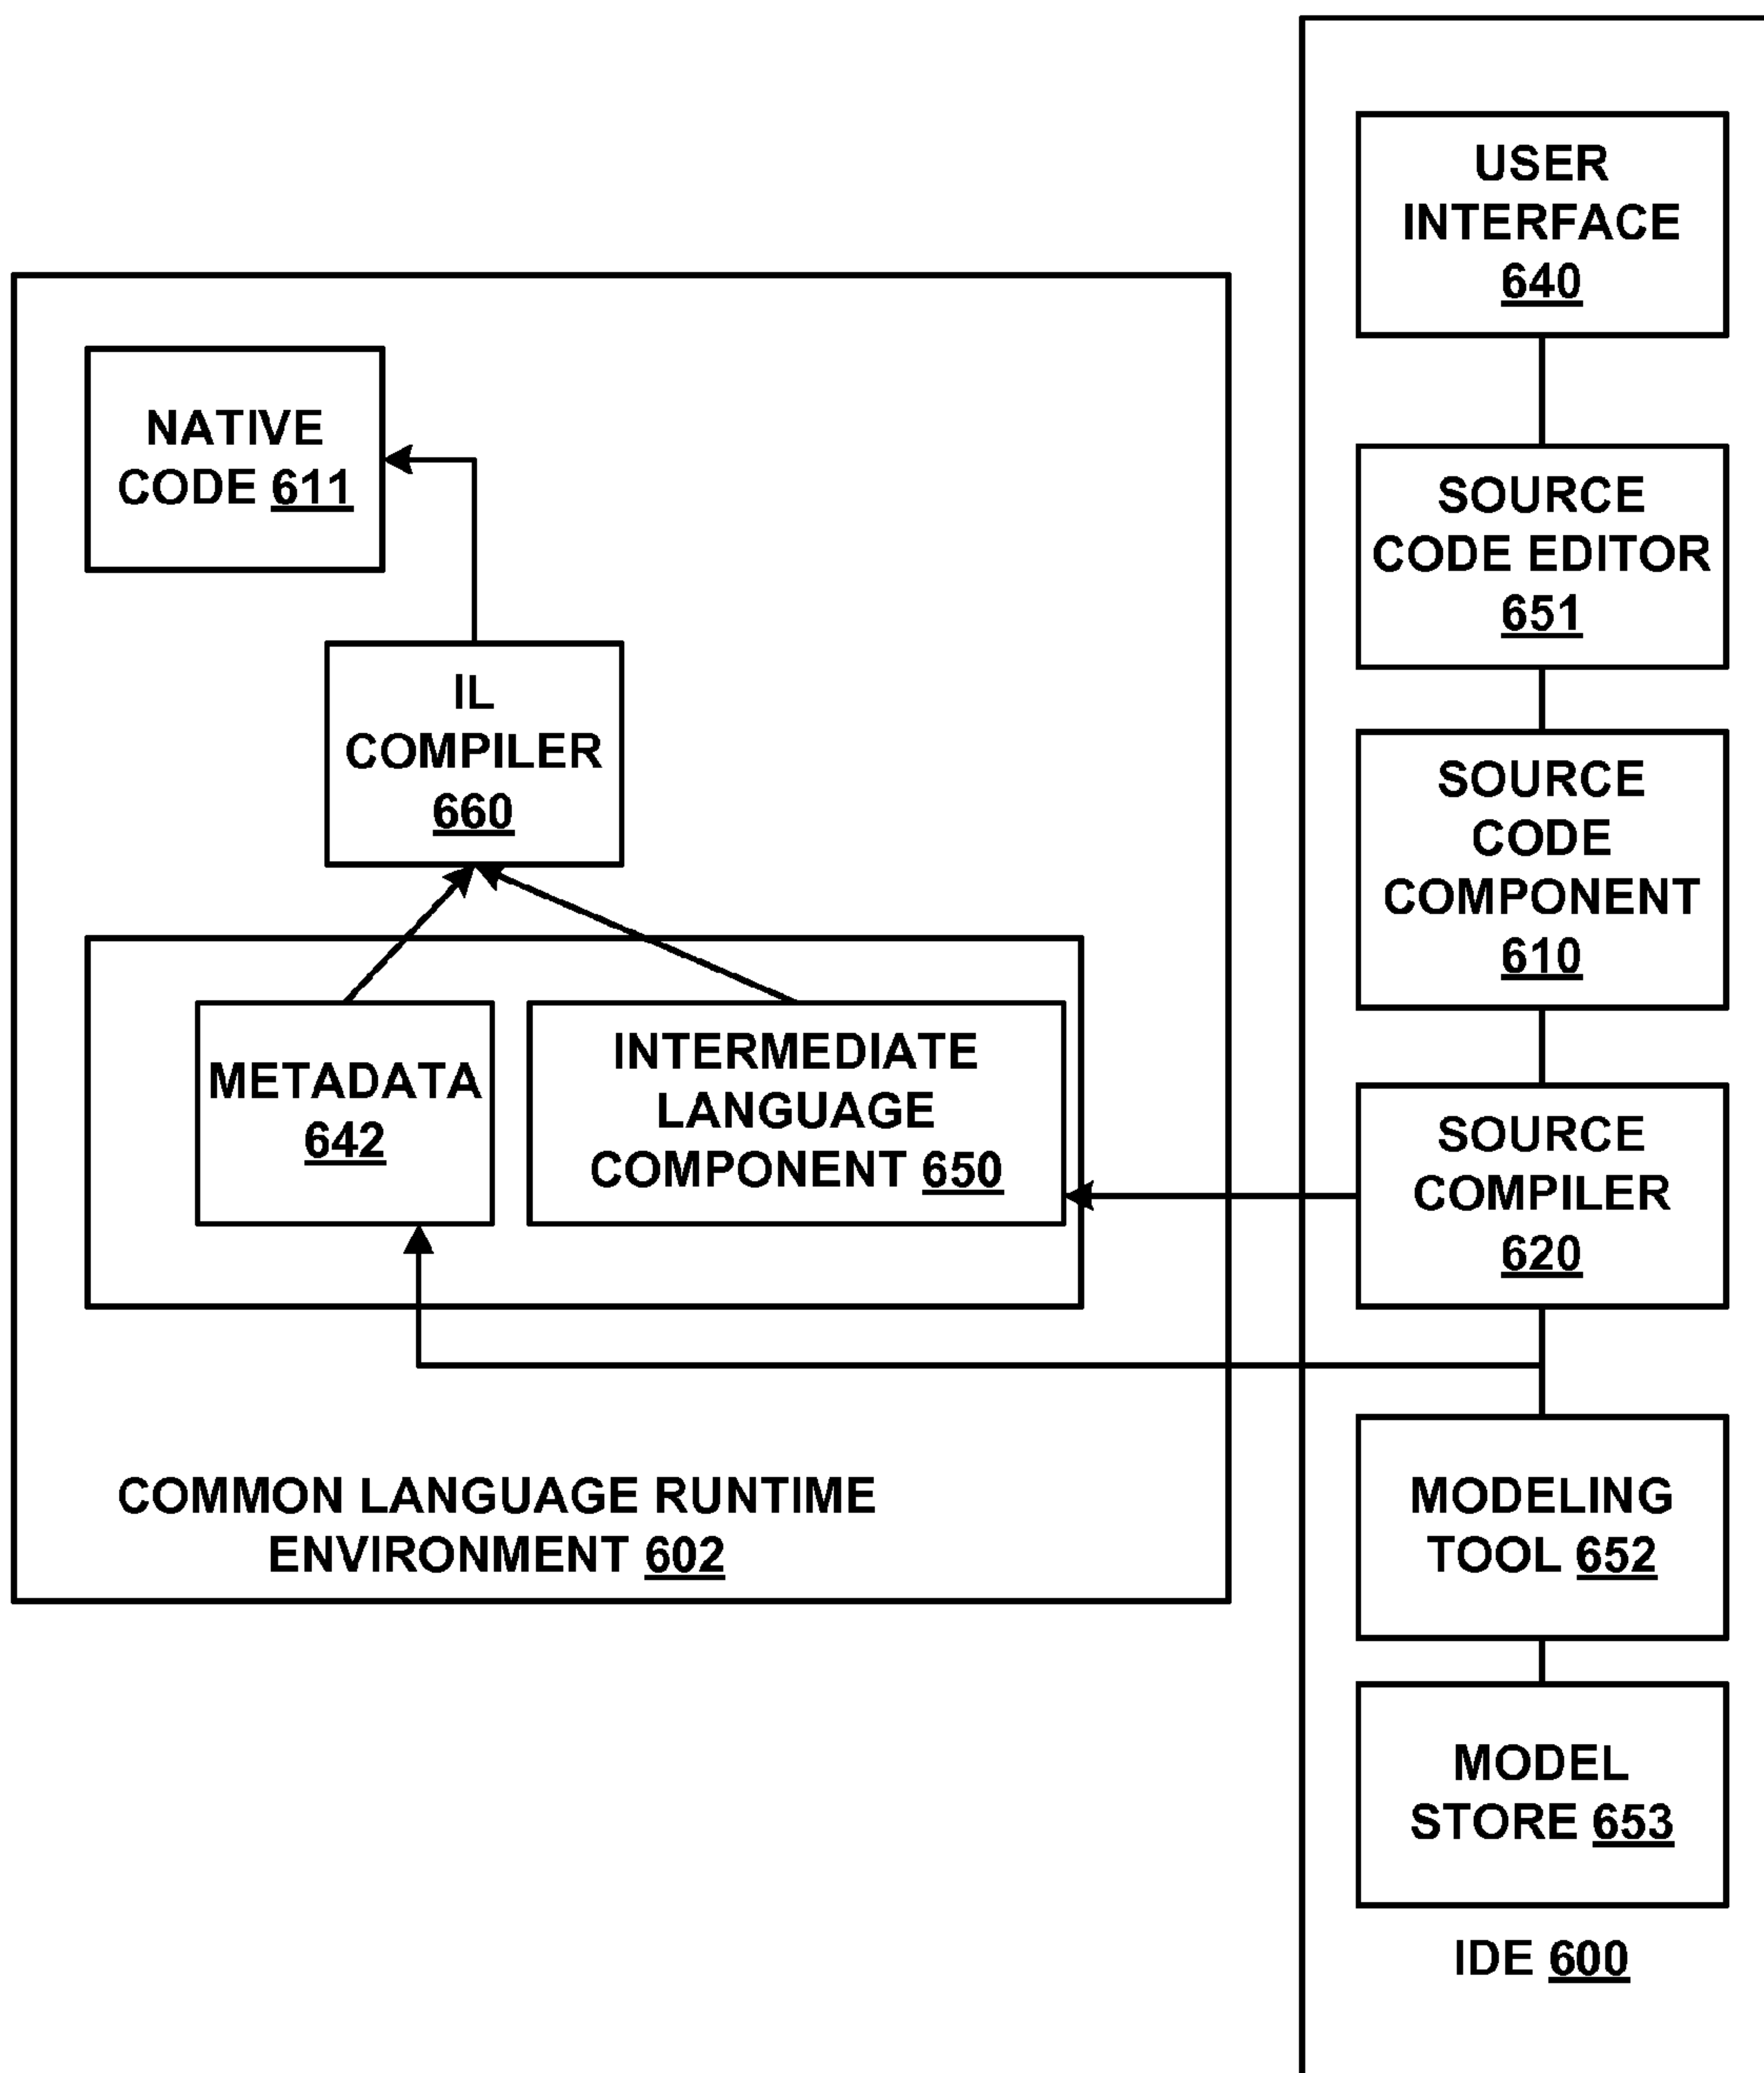 USER
INTERFACE
640
NATIVE
CODE 611
SOURCE
CODE EDITOR
651
IL
COMPILER
660
SOURCE
CODE
COMPONENT
610
METADATA
642
INTERMEDIATE
LANGUAGE
COMPONENT 650
SOURCE
COMPILER
620
COMMON LANGUAGE RUNTIME
ENVIRONMENT 602
MODELING
TOOL 652
MODEL
STORE 653
IDE 600